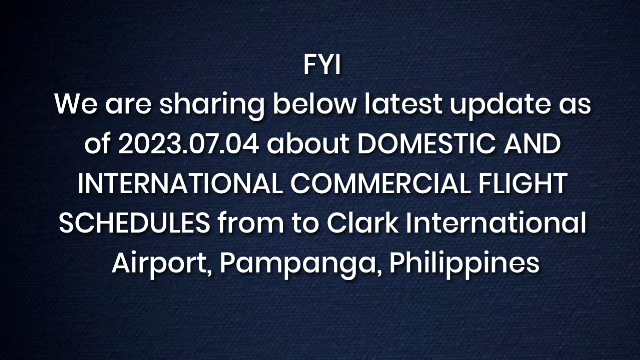 FYI
We are sharing below latest update as
of 2023.07.04 about DOMESTIC AND
INTERNATIONAL COMMERCIAL FLIGHT
SCHEDULES from to Clark International
Airport, Pampanga, Philippines